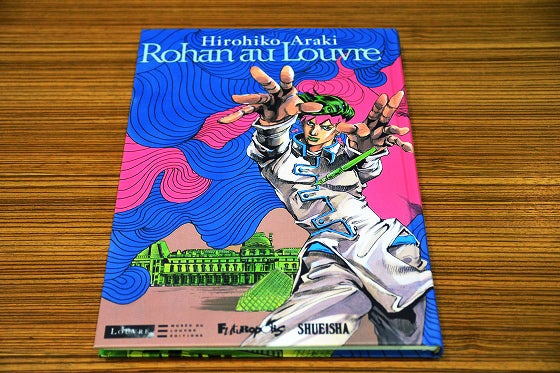 Hirohiko Araki
Rohan au Louvre
LOUVRE
MUSÉE DU
LOUVRE
ÉDITIONS
Futuropolis
SHUEISHA